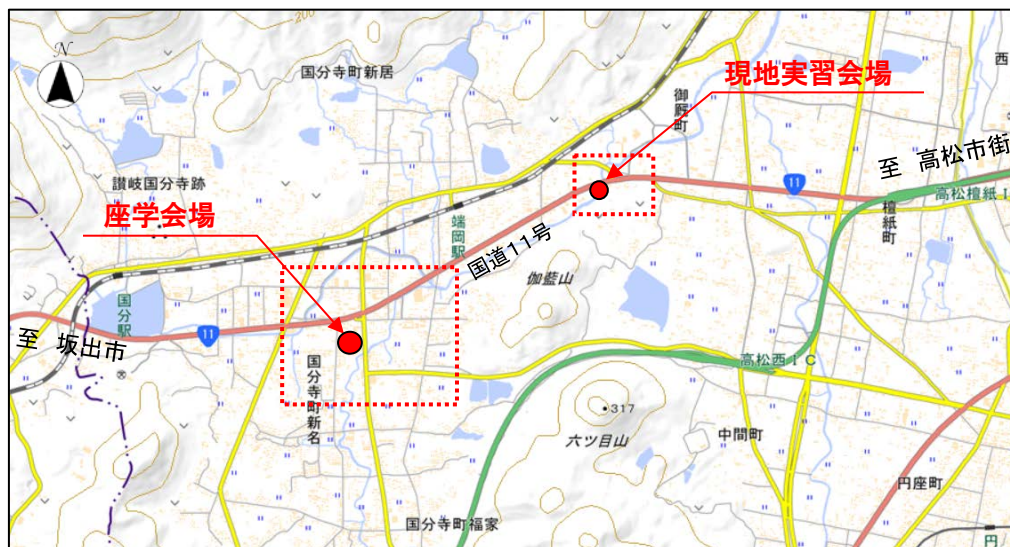 N
200
国分寺町新居
現地実習会場
西
御厩町
至 高松市街
讃岐国分寺跡
11
高松檀紙I
座学会場
端岡駅
檀紙町
国道11号
伽藍山
国分駅
11
至 坂出市
高松西IC
国分寺町新名
317
六ツ目山
中間町
円座町
国分寺町福家
円